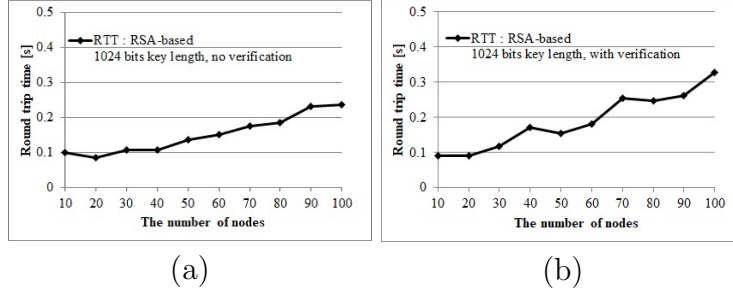 0.5
RTT : RSA-based
1024 bits key length, no verification
0.4
0.3
0.2
0.1
0
Round trip time [s]
10 20 30 40 50 60 70 80 90 100
The number of nodes
(a)
0.5
RTT : RSA-based
1024 bits key length, with verification
0.4
0.3
0.2
0.1
0
Round trip time [s]
10 20 30 40 50 60 70 80 90 100
The number of nodes
(b)